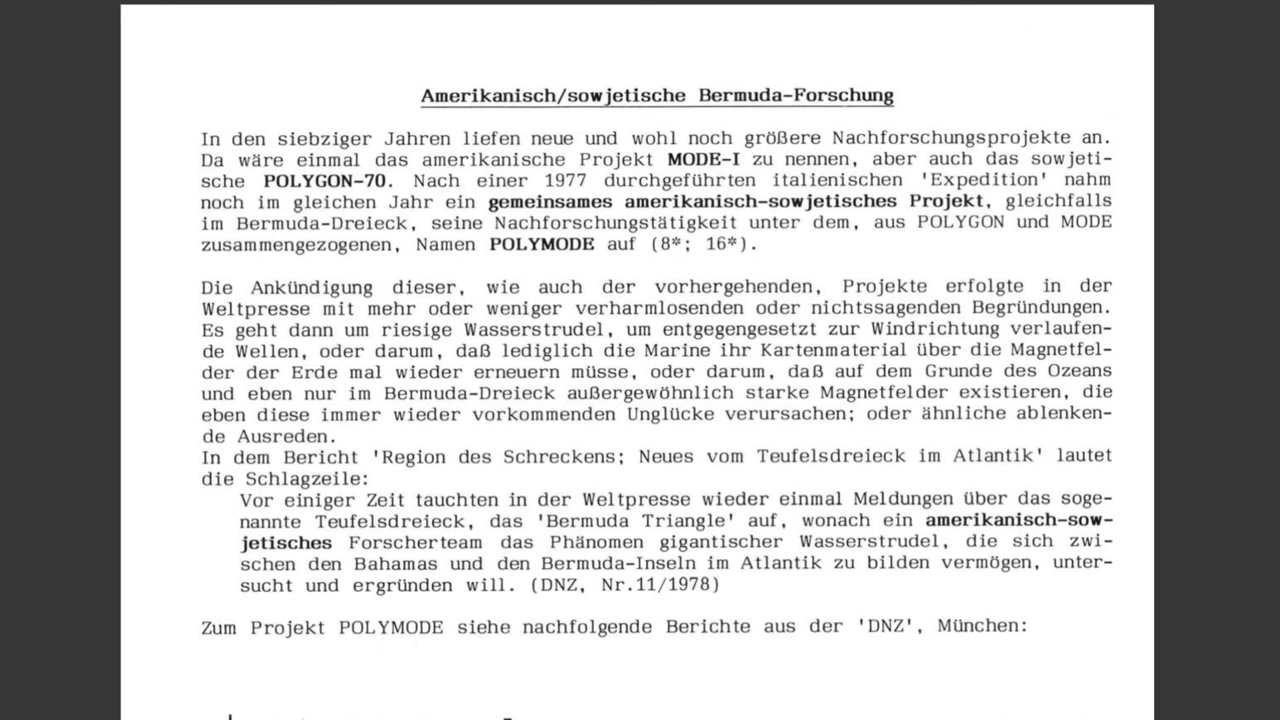 Amerikanisch/sowjetische Bermuda-Forschung
In den siebziger Jahren liefen neue und wohl noch größere Nachforschungsprojekte an.
Da wäre einmal das amerikanische Projekt MODE-I zu nennen, aber auch das sowjeti-
sche POLYGON-70. Nach einer 1977 durchgeführten italienischen 'Expedition' nahm
noch im gleichen Jahr ein gemeinsames amerikanisch-sowjetisches Projekt, gleichfalls
im Bermuda-Dreieck, seine Nachforschungstätigkeit unter dem, aus POLYGON und MODE
zusammengezogenen, Namen POLYMODE auf (8*; 16*).
Die Ankündigung dieser, wie auch der vorhergehenden, Projekte erfolgte in der
Weltpresse mit mehr oder weniger verharmlosenden oder nichtssagenden Begründungen.
Es geht dann um riesige Wasserstrudel, um entgegengesetzt zur Windrichtung verlaufen-
de Wellen, oder darum, daß lediglich die Marine ihr Kartenmaterial über die Magnetfel-
der der Erde mal wieder erneuern müsse, oder darum, daß auf dem Grunde des Ozeans
und eben nur im Bermuda-Dreieck außergewöhnlich starke Magnetfelder existieren, die
eben diese immer wieder vorkommenden Unglücke verursachen; oder ähnliche ablenken-
de Ausreden.
In dem Bericht 'Region des Schreckens; Neues vom Teufelsdreieck im Atlantik' lautet
die Schlagzeile:
Vor einiger Zeit tauchten in der Weltpresse wieder einmal Meldungen über das soge-
nannte Teufelsdreieck, das 'Bermuda Triangle' auf, wonach ein amerikanisch-sow-
jetisches Forscherteam das Phänomen gigantischer Wasserstrudel, die sich zwi-
schen den Bahamas und den Bermuda-Inseln im Atlantik zu bilden vermögen, unter-
sucht und ergründen will. (DNZ, Nr.11/1978)
Zum Projekt POLYMODE siehe nachfolgende Berichte aus der 'DNZ', München: